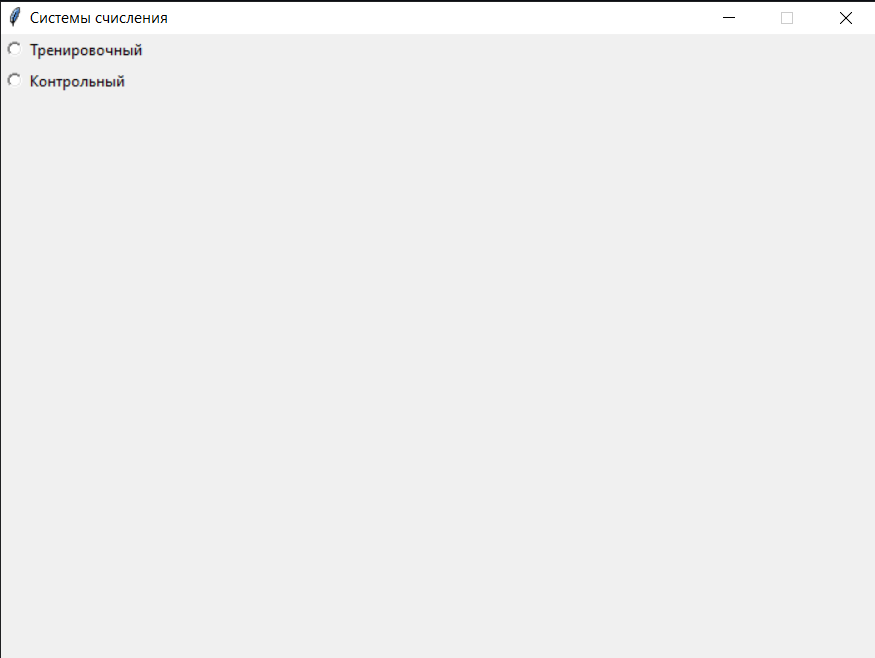 Системы счисления
Тренировочный
Контрольный